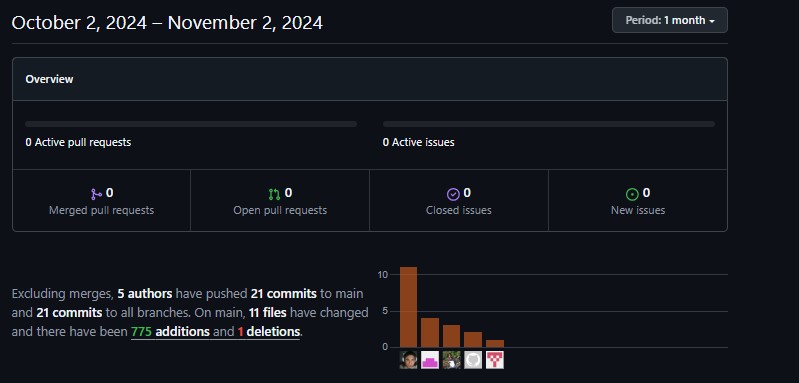 October 2, 2024 – November 2, 2024
Period: 1 month
Overview
0 Active pull requests
0 Active issues
0
Merged pull requests
0
Open pull requests
0
Closed issues
0
New issues
Excluding merges, 5 authors have pushed 21 commits to main
and 21 commits to all branches. On main, 11 files have changed
and there have been 775 additions and 1 deletions.
10
5
0